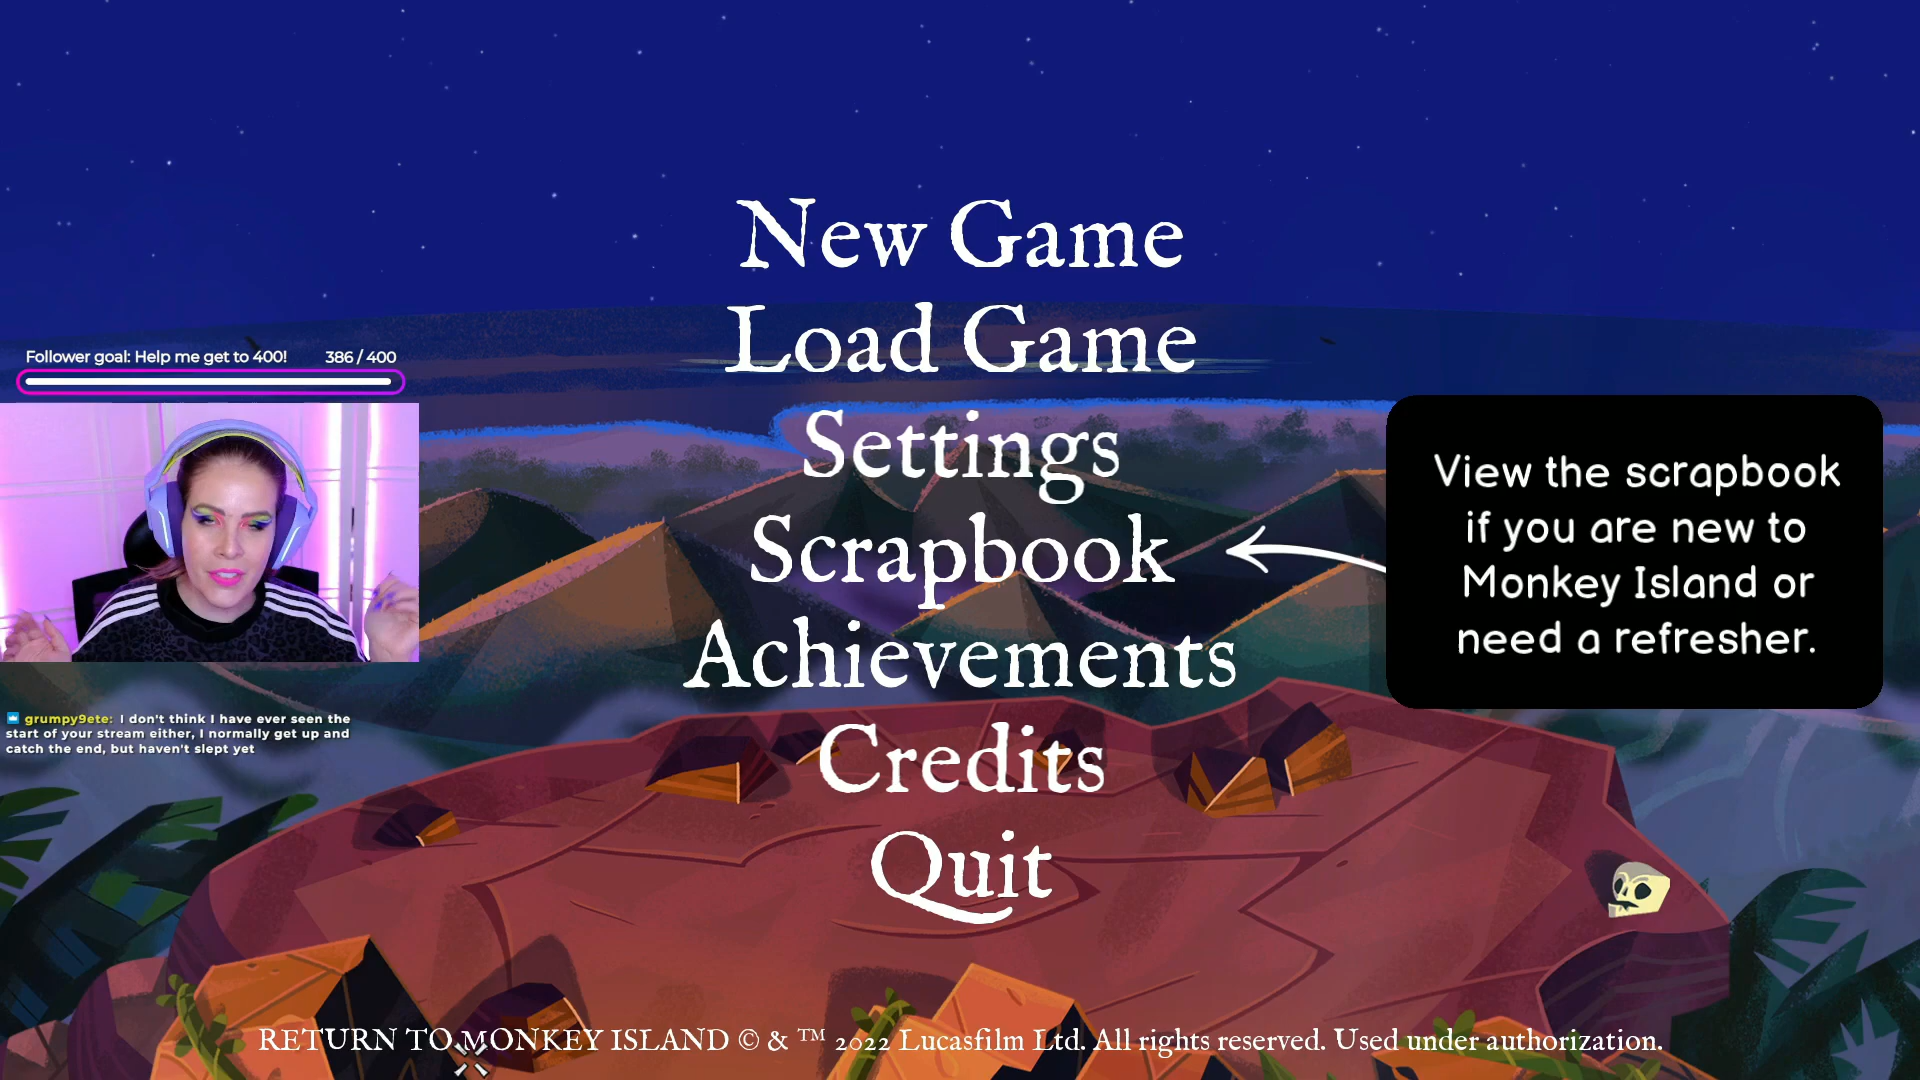 New Game
Load Game
Settings
Scrapbook
Achievements
Credits
Quit
Follower goal: Help me get to 400! 386 / 400
grumpy9ete: I don't think I have ever seen the
start of your stream either, I normally get up and
catch the end, but haven't slept yet
View the scrapbook
if you are new to
Monkey Island or
need a refresher.
RETURN TO MONKEY ISLAND © & ™ 2022 Lucasfilm Ltd. All rights reserved. Used under authorization.